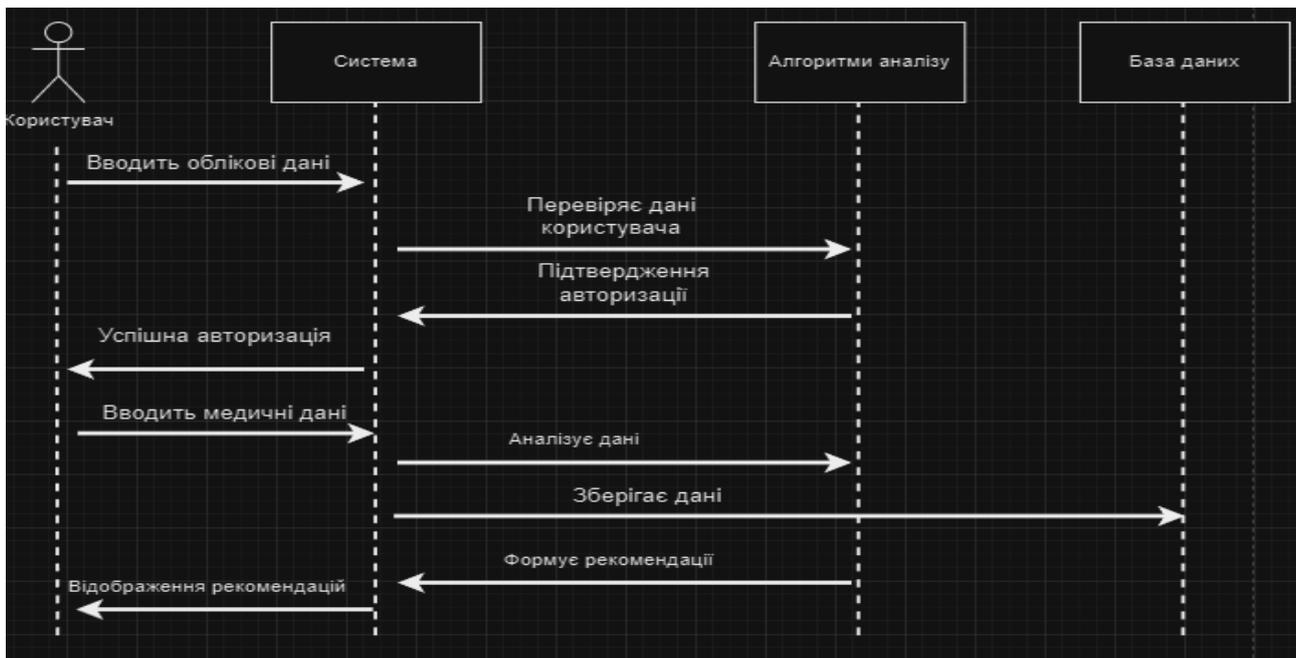 Система
Алгоритми аналізу
База даних
Користувач
Вводить облікові дані
Перевіряє дані
користувача
Підтвердження
авторизації
Успішна авторизація
Вводить медичні дані
Аналізує дані
Зберігає дані
Формує рекомендації
Відображення рекомендацій